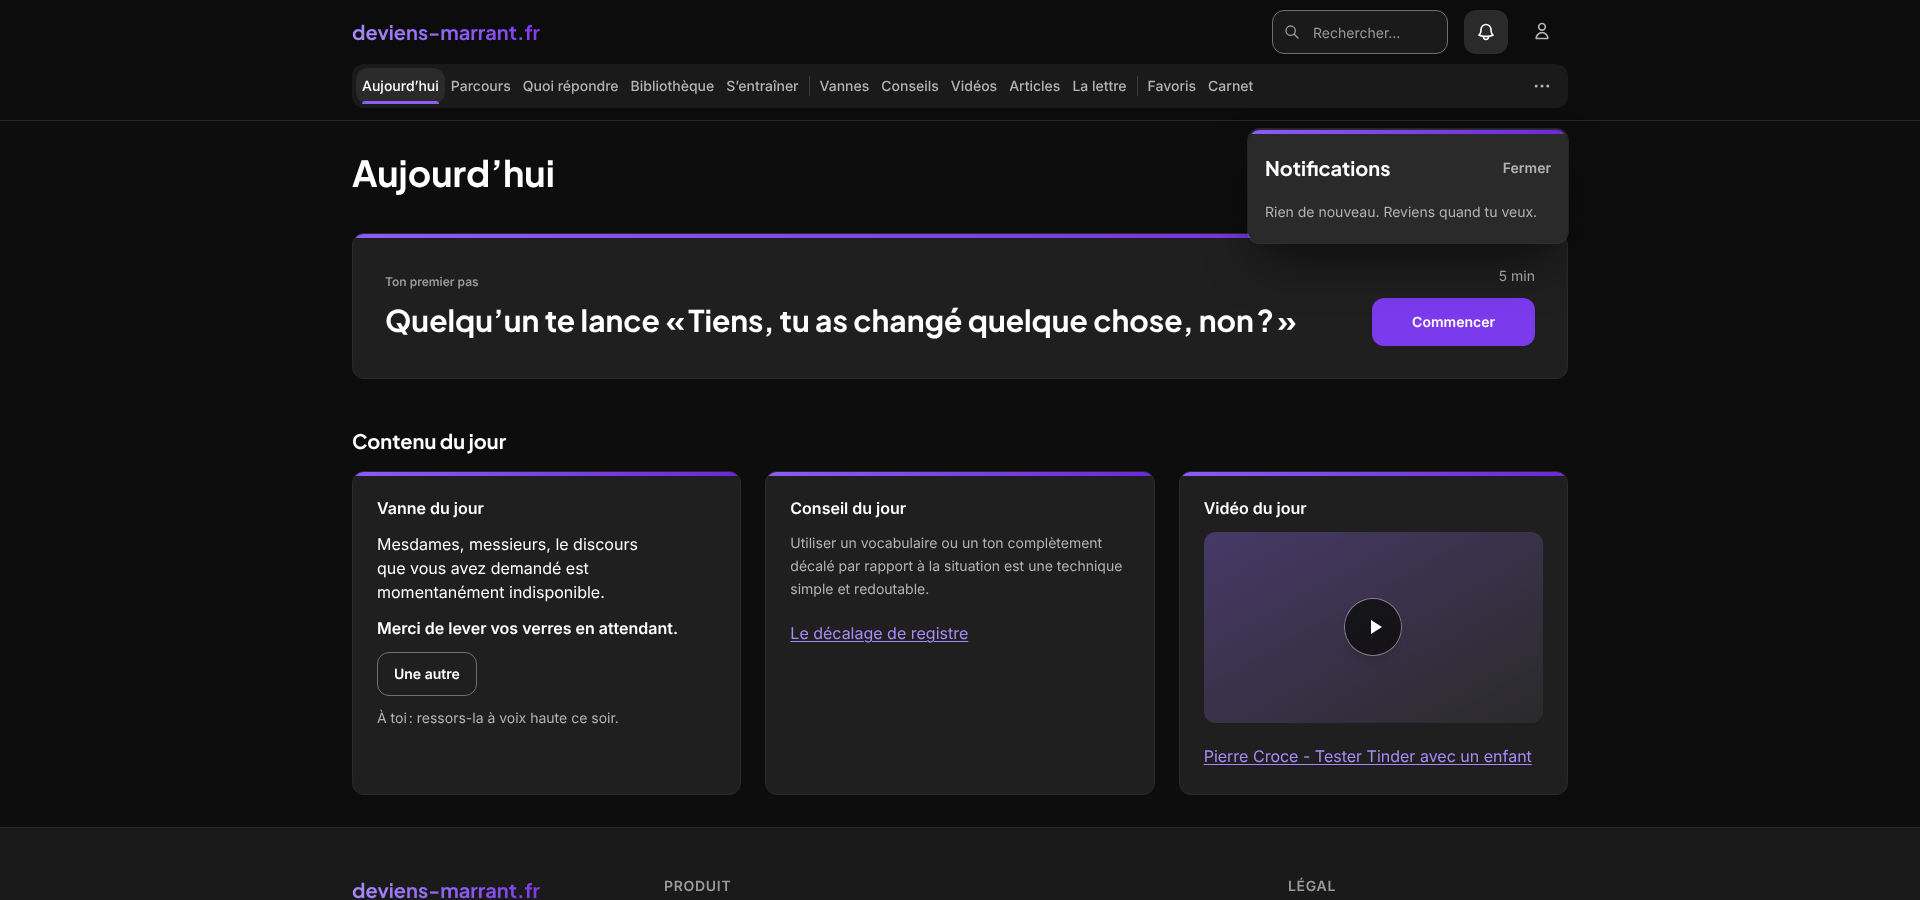 deviens-marrant.fr
Rechercher...
Aujourd’hui Parcours Quoi répondre Bibliothèque S’entraîner Vannes Conseils Vidéos Articles La lettre Favoris Carnet
Aujourd’hui
Notifications
Fermer
Rien de nouveau. Reviens quand tu veux.
Ton premier pas
Quelqu’un te lance « Tiens, tu as changé quelque chose, non ? »
5 min
Commencer
Contenu du jour
Vanne du jour
Mesdames, messieurs, le discours
que vous avez demandé est
momentanément indisponible.
Merci de lever vos verres en attendant.
Une autre
À toi : ressors-la à voix haute ce soir.
Conseil du jour
Utiliser un vocabulaire ou un ton complètement
décalé par rapport à la situation est une technique
simple et redoutable.
Le décalage de registre
Vidéo du jour
Pierre Croce - Tester Tinder avec un enfant
deviens-marrant.fr
PRODUIT
LÉGAL